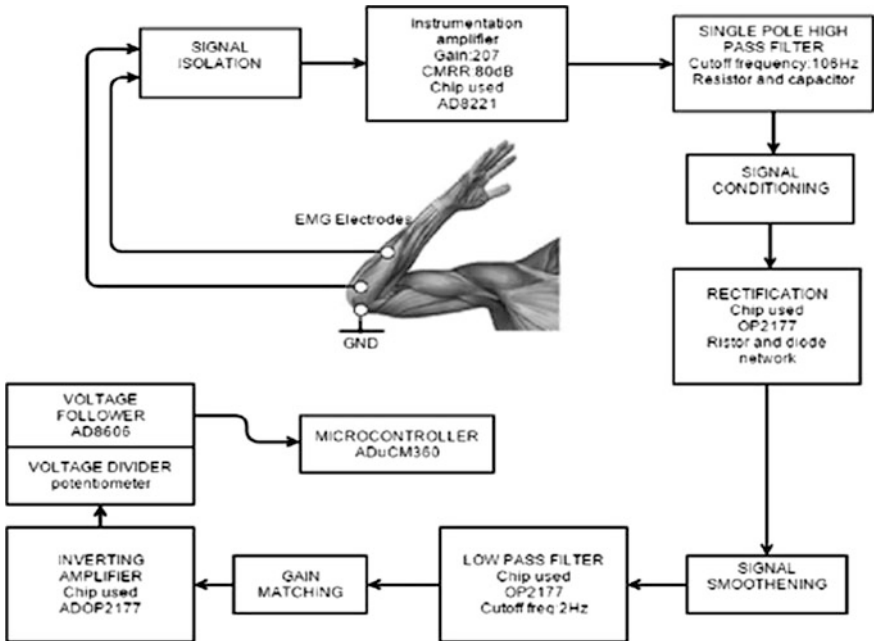 SIGNAL
ISOLATION
Instrumentation
amplifier
Gain:207
CMRR:80dB
Chip used
AD8221
SINGLE POLE HIGH
PASS FILTER
Cutoff frequency:106Hz
Resistor and capacitor
SIGNAL
CONDITIONING
EMG Electrodes
GND
RECTIFICATION
Chip used
OP2177
Ristor and diode
network
VOLTAGE
FOLLOWER
AD8606
VOLTAGE DIVIDER
potentiometer
MICROCONTROLLER
ADuCM360
INVERTING
AMPLIFIER
Chip used
ADOP2177
GAIN
MATCHING
LOW PASS FILTER
Chip used
OP2177
Cutoff freq:2Hz
SIGNAL
SMOOTHENING